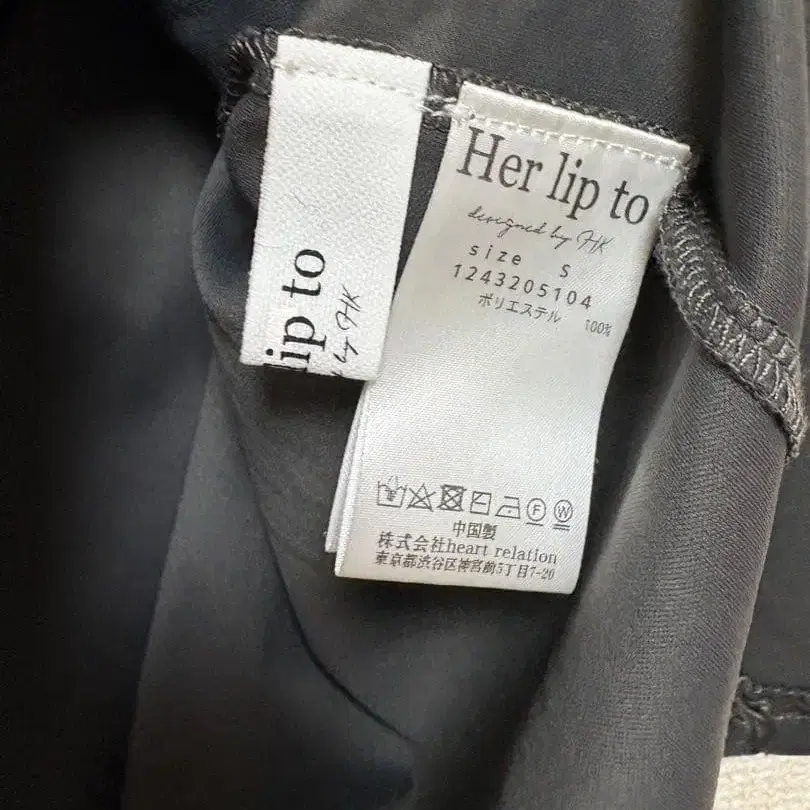 lip to
by HK
Her lip to
designed by HK
size S
1243205104
ポリエステル 100%
F W
中国製
株式会社heart relation
東京都渋谷区神宮前5丁目7-20